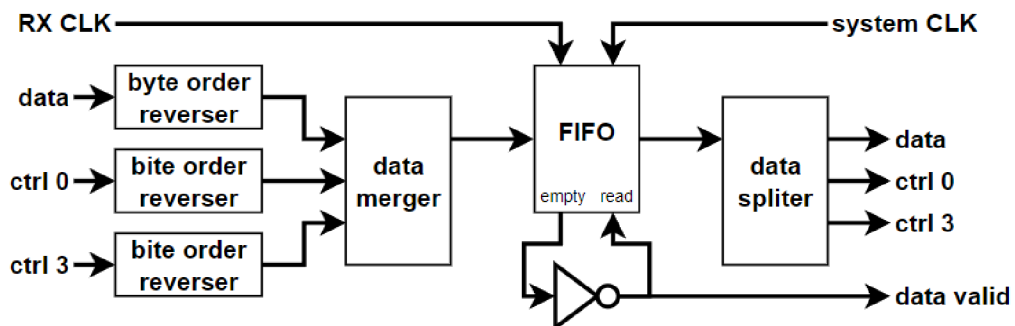 RX CLK
system CLK
data
byte order
reverser
ctrl 0
bite order
reverser
ctrl 3
bite order
reverser
data
merger
FIFO
empty
read
data
spliter
data
ctrl 0
ctrl 3
data valid